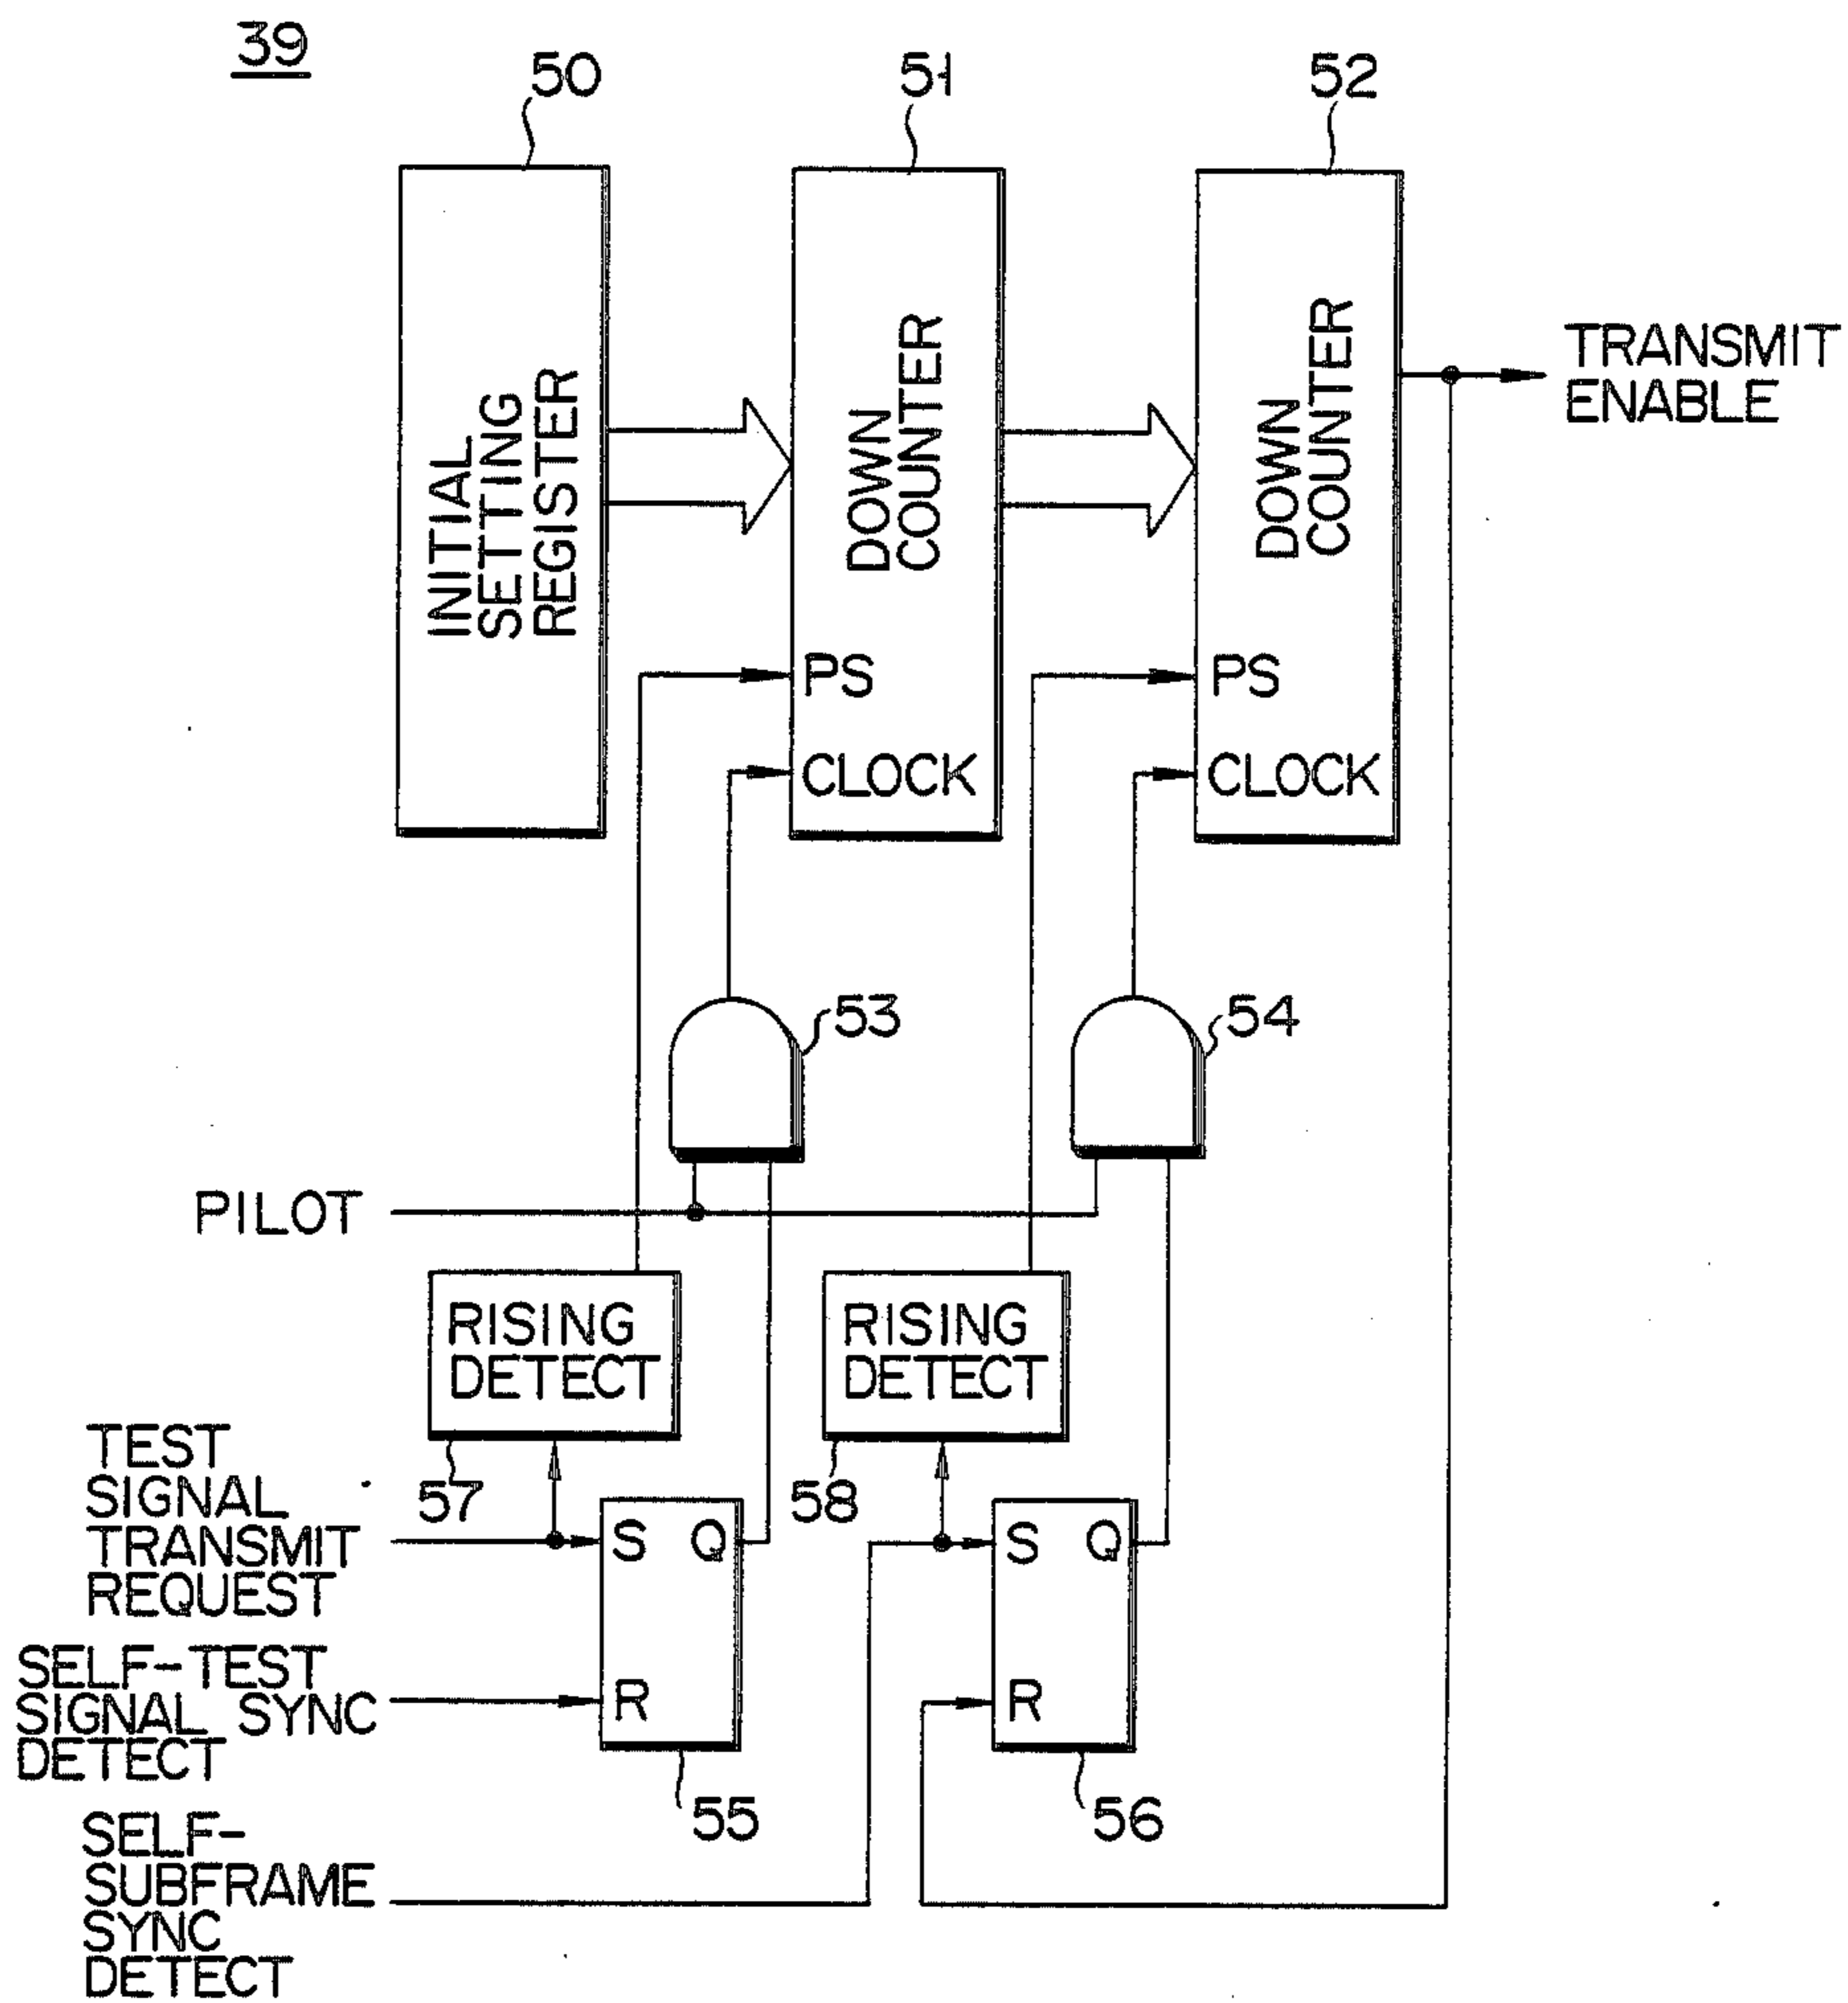 39
50
51
52
INITIAL
SETTING
REGISTER
DOWN
COUNTER
DOWN
COUNTER
TRANSMIT
ENABLE
PS
PS
CLOCK
CLOCK
53
54
PILOT
RISING
DETECT
RISING
DETECT
57
58
TEST
SIGNAL
TRANSMIT
REQUEST
S Q
S Q
SELF-TEST
SIGNAL SYNC
DETECT
R
R
55
56
SELF-
SUBFRAME
SYNC
DETECT